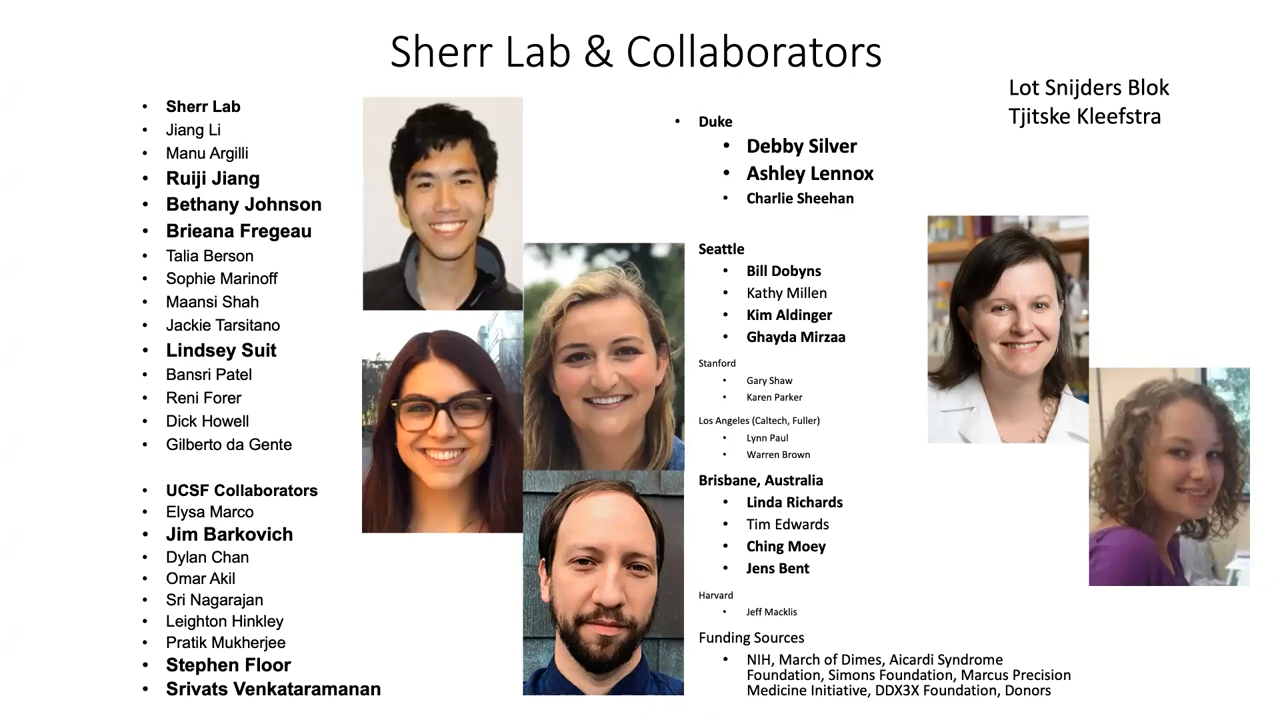 Sherr Lab & Collaborators
Lot Snijders Blok
Tjitske Kleefstra
• Sherr Lab
• Jiang Li
• Manu Argilli
• Ruiji Jiang
• Bethany Johnson
• Brieana Fregeau
• Talia Berson
• Sophie Marinoff
• Maansi Shah
• Jackie Tarsitano
• Lindsey Suit
• Bansri Patel
• Reni Forer
• Dick Howell
• Gilberto da Gente
• UCSF Collaborators
• Elysa Marco
• Jim Barkovich
• Dylan Chan
• Omar Akil
• Sri Nagarajan
• Leighton Hinkley
• Pratik Mukherjee
• Stephen Floor
• Srivats Venkataramanan
• Duke
• Debby Silver
• Ashley Lennox
• Charlie Sheehan
Seattle
• Bill Dobyns
• Kathy Millen
• Kim Aldinger
• Ghayda Mirzaa
Stanford
• Gary Shaw
• Karen Parker
Los Angeles (Caltech, Fuller)
• Lynn Paul
• Warren Brown
Brisbane, Australia
• Linda Richards
• Tim Edwards
• Ching Moey
• Jens Bent
Harvard
• Jeff Macklis
Funding Sources
• NIH, March of Dimes, Aicardi Syndrome
Foundation, Simons Foundation, Marcus Precision
Medicine Initiative, DDX3X Foundation, Donors